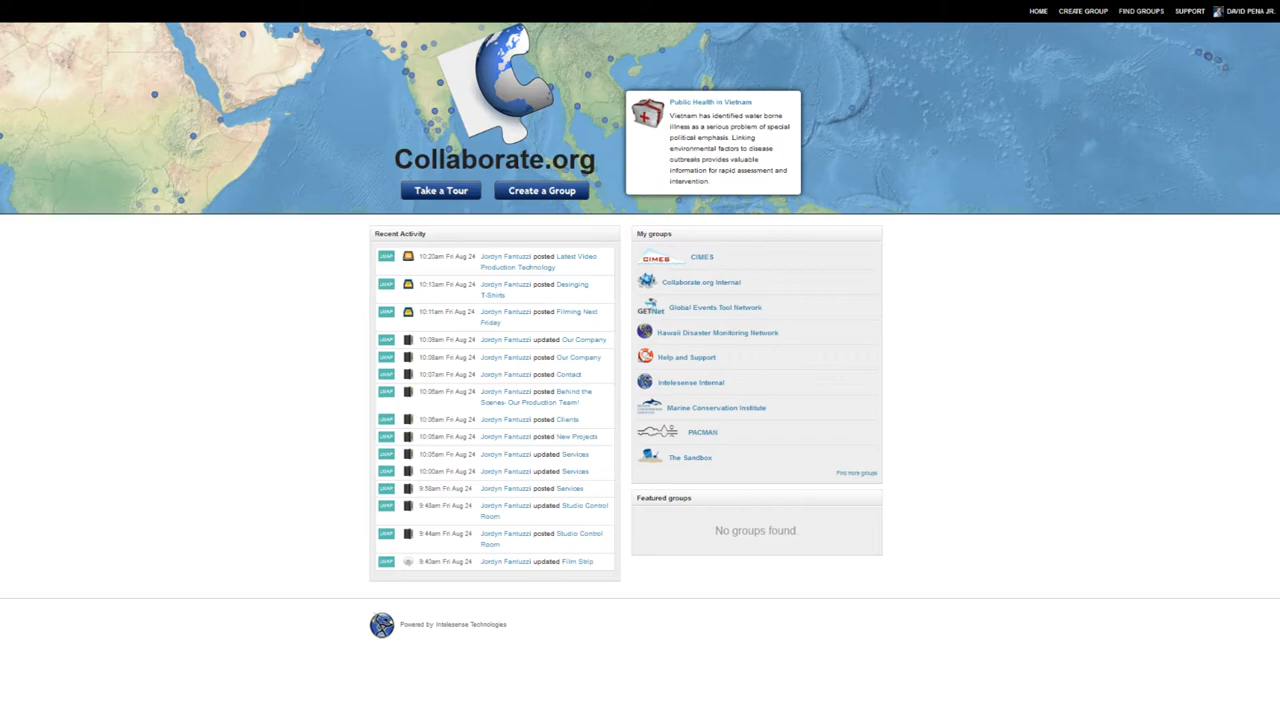 HOME CREATE GROUP FIND GROUPS SUPPORT DAVID PENA JR.
Public Health in Vietnam
Vietnam has identified water borne
illness as a serious problem of special
political emphasis. Linking
environmental factors to disease
outbreaks provides valuable
information for rapid assessment and
intervention.
Collaborate.org
Take a Tour Create a Group
Recent Activity
10:20am Fri Aug 24 Jordyn Fantuzzi posted Latest Video
Production Technology
10:13am Fri Aug 24 Jordyn Fantuzzi posted Desinging
T-Shirts
10:11am Fri Aug 24 Jordyn Fantuzzi posted Filming Next
Friday
10:09am Fri Aug 24 Jordyn Fantuzzi updated Our Company
10:08am Fri Aug 24 Jordyn Fantuzzi posted Our Company
10:07am Fri Aug 24 Jordyn Fantuzzi posted Contact
10:06am Fri Aug 24 Jordyn Fantuzzi posted Behind the
Scenes- Our Production Team!
10:06am Fri Aug 24 Jordyn Fantuzzi posted Clients
10:05am Fri Aug 24 Jordyn Fantuzzi posted New Projects
10:05am Fri Aug 24 Jordyn Fantuzzi updated Services
10:00am Fri Aug 24 Jordyn Fantuzzi updated Services
9:58am Fri Aug 24 Jordyn Fantuzzi posted Services
9:48am Fri Aug 24 Jordyn Fantuzzi updated Studio Control
Room
9:44am Fri Aug 24 Jordyn Fantuzzi posted Studio Control
Room
9:40am Fri Aug 24 Jordyn Fantuzzi updated Film Strip
My groups
CIMES CIMES
Collaborate.org Internal
GETNet Global Events Tool Network
Hawaii Disaster Monitoring Network
Help and Support
Intelesense Internal
Marine Conservation Institute
PACMAN
The Sandbox
Find more groups
Featured groups
No groups found.
Powered by Intelesense Technologies